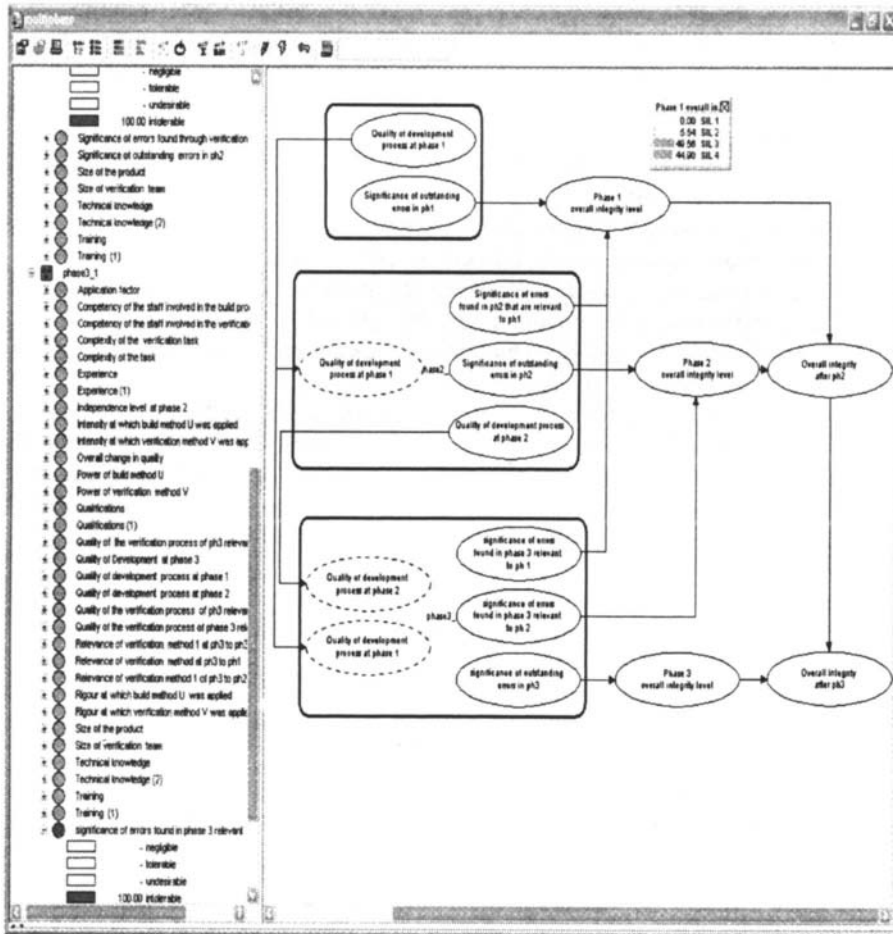 multiphase
- negligible
- tolerable
- undesirable
100.00 intolerable
Significance of errors found through verification
Significance of outstanding errors in ph2
Size of the product
Size of verification team
Technical knowledge
Technical knowledge (2)
Training
Training (1)
phase3_1
Application factor
Competency of the staff involved in the build pro
Competency of the staff involved in the verificatio
Complexity of the verification task
Complexity of the task
Experience
Experience (1)
Independence level at phase 2
Intensity at which build method U was applied
Intensity at which verification method V was app
Overall change in quality
Power of build method U
Power of verification method V
Qualifications
Qualifications (1)
Quality of the verification process of ph3 relevan
Quality of Development at phase 3
Quality of development process at phase 1
Quality of development process at phase 2
Quality of the verification process of ph3 relevan
Quality of the verification process of phase 3 rele
Relevance of verification method 1 at ph3 to ph2
Relevence of verification method at ph3 to ph1
Relevance of verification method 1 of ph3 to ph2
Rigour at which build method U was applied
Rigour at which verification method V was applie
Size of the product
Size of verification team
Technical knowledge
Technical knowledge (2)
Training
Training (1)
significance of errors found in phase 3 relevant
- negligible
- tolerable
- undesirable
100.00 intolerable
Quality of development
process at phase 1
Significance of outstanding
errors in ph1
Phase 1 overall in
0.00 SIL 1
5.54 SIL 2
49.56 SIL 3
44.90 SIL 4
Phase 1
overall integrity level
Significance of errors
found in ph2 that are relevant
to ph1
Quality of development
process at phase 1
hase2_
Significance of outstanding
errors in ph2
Quality of development process
at phase 2
Phase 2
overall integrity level
Overall integrity
after ph2
significance of errors
found in phase 3 relevant
to ph 1
Quality of development
process at phase 2
phase3_
significance of errors
found in phase 3 relevant
to ph 2
Quality of development
process at phase 1
significance of outstanding
errors in ph3
Phase 3
overall integrity level
Overall integrity
after ph3